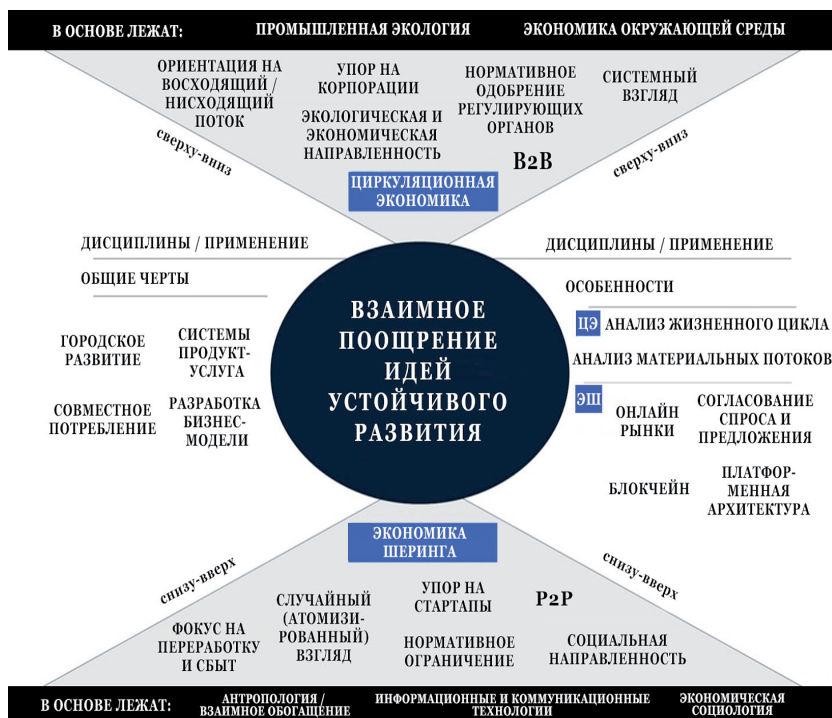 В ОСНОВЕ ЛЕЖАТ:
ПРОМЫШЛЕННАЯ ЭКОЛОГИЯ
ЭКОНОМИКА ОКРУЖАЮЩЕЙ СРЕДЫ
ОРИЕНТАЦИЯ НА
ВОСХОДЯЩИЙ /
НИСХОДЯЩИЙ
ПОТОК
УПОР НА
КОРПОРАЦИИ
ЭКОЛОГИЧЕСКАЯ И
ЭКОНОМИЧЕСКАЯ
НАПРАВЛЕННОСТЬ
НОРМАТИВНОЕ
ОДОБРЕНИЕ
РЕГУЛИРУЮЩИХ
ОРГАНОВ
СИСТЕМНЫЙ
ВЗГЛЯД
B2B
сверху-вниз
сверху-вниз
ЦИРКУЛЯЦИОННАЯ
ЭКОНОМИКА
ДИСЦИПЛИНЫ / ПРИМЕНЕНИЕ
ОБЩИЕ ЧЕРТЫ
ГОРОДСКОЕ
РАЗВИТИЕ
СИСТЕМЫ
ПРОДУКТ-
УСЛУГА
СОВМЕСТНОЕ
ПОТРЕБЛЕНИЕ
РАЗРАБОТКА
БИЗНЕС-
МОДЕЛИ
ВЗАИМНОЕ
ПООЩРЕНИЕ
ИДЕЙ
УСТОЙЧИВОГО
РАЗВИТИЯ
ДИСЦИПЛИНЫ / ПРИМЕНЕНИЕ
ОСОБЕННОСТИ
ЦЭ АНАЛИЗ ЖИЗНЕННОГО ЦИКЛА
АНАЛИЗ МАТЕРИАЛЬНЫХ ПОТОКОВ
ЭШ
ОНЛАЙН
РЫНКИ
СОГЛАСОВАНИЕ
СПРОСА И
ПРЕДЛОЖЕНИЯ
БЛОКЧЕЙН
ПЛАТФОР-
МЕННАЯ
АРХИТЕКТУРА
ЭКОНОМИКА
ШЕРИНГА
снизу-вверх
снизу-вверх
ФОКУС НА
ПЕРЕРАБОТКУ
И СБЫТ
СЛУЧАЙНЫЙ
(АТОМИЗИ-
РОВАННЫЙ)
ВЗГЛЯД
УПОР НА
СТАРТАПЫ
НОРМАТИВНОЕ
ОГРАНИЧЕНИЕ
P2P
СОЦИАЛЬНАЯ
НАПРАВЛЕННОСТЬ
В ОСНОВЕ ЛЕЖАТ:
АНТРОПОЛОГИЯ /
ВЗАИМНОЕ ОБОГАЩЕНИЕ
ИНФОРМАЦИОННЫЕ И КОММУНИКАЦИОННЫЕ
ТЕХНОЛОГИИ
ЭКОНОМИЧЕСКАЯ
СОЦИОЛОГИЯ